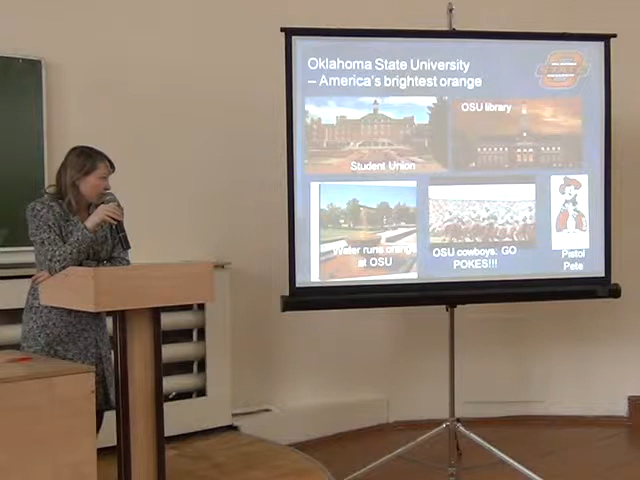 Oklahoma State University
– America's brightest orange
OSU library
STATE
Student Union
Water runs orange
at OSU
OSU cowboys: GO
POKES!!!
Pistol
Pete